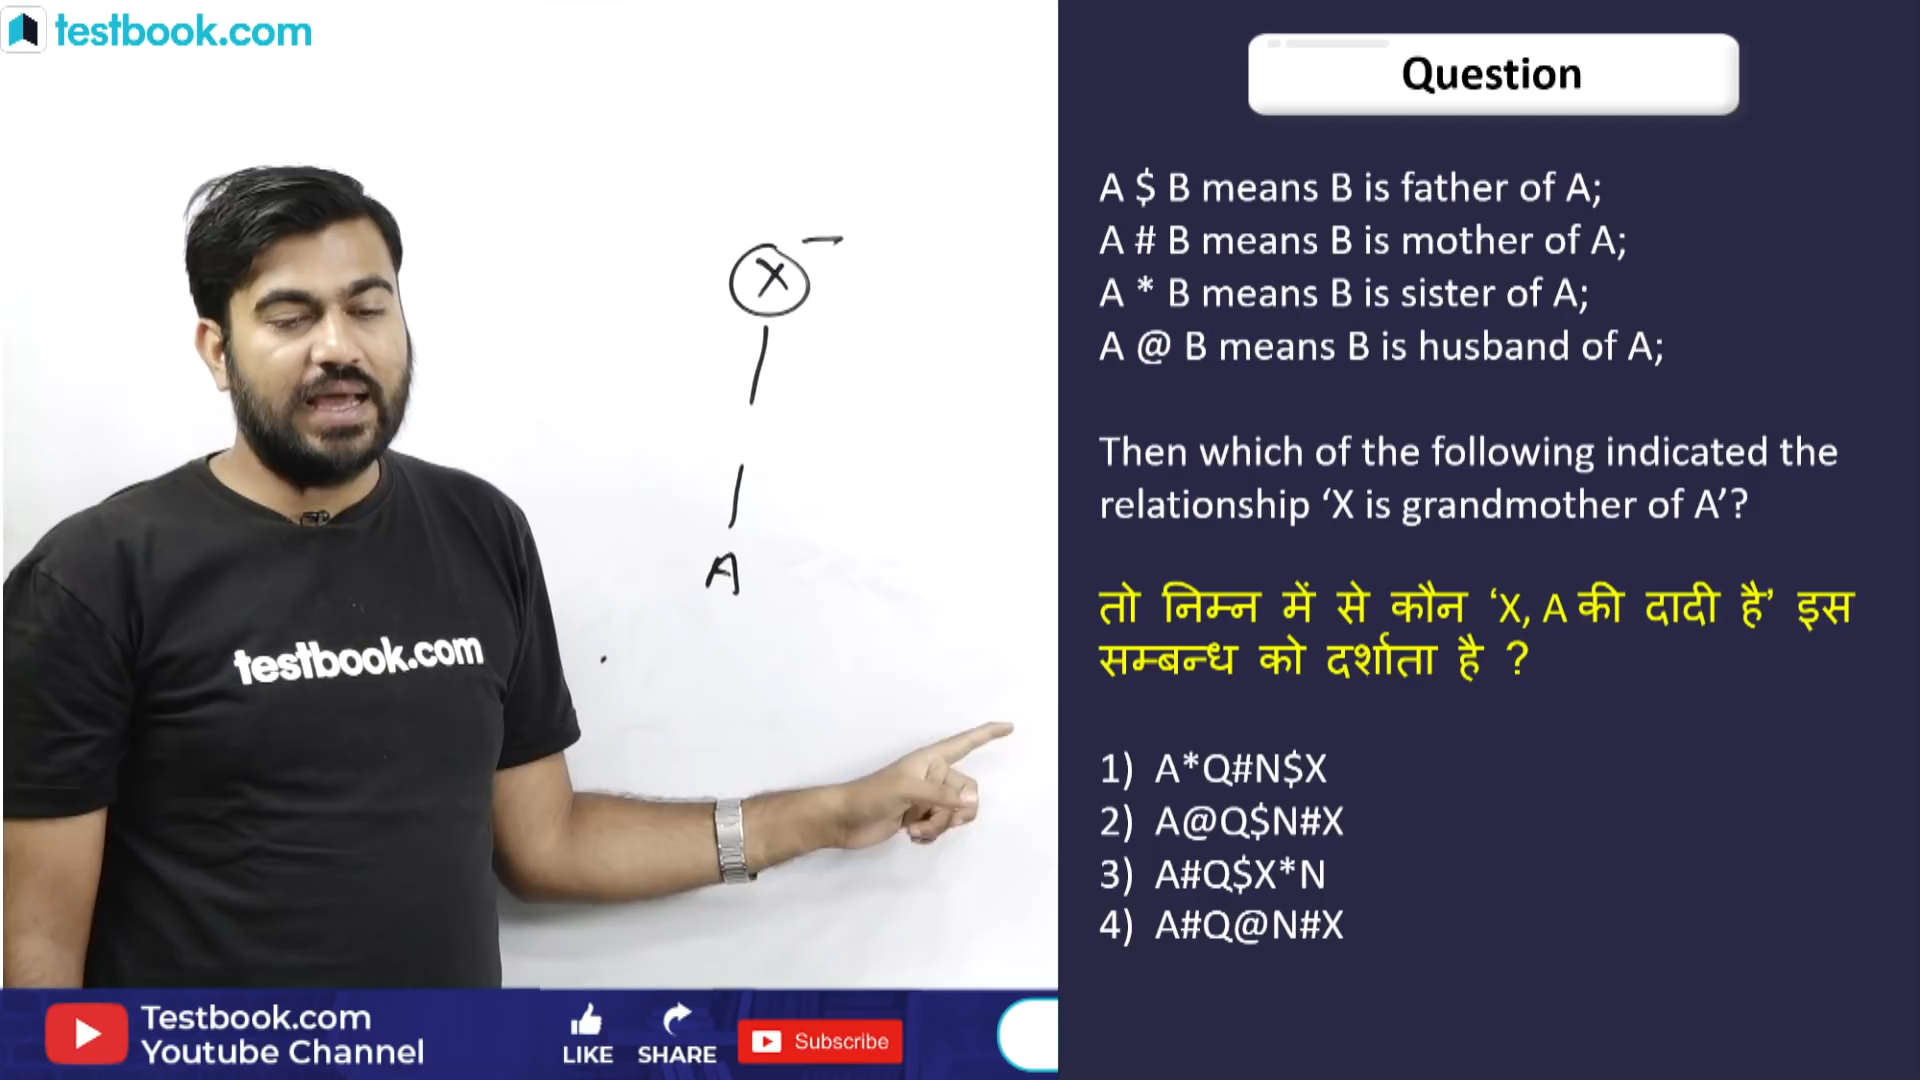 testbook.com
Question
A $ B means B is father of A;
A # B means B is mother of A;
A * B means B is sister of A;
A @ B means B is husband of A;
Then which of the following indicated the
relationship ‘X is grandmother of A’?
तो निम्न में से कौन ‘X, A की दादी है’ इस
सम्बन्ध को दर्शाता है ?
1) A*Q#N$X
2) A@Q$N#X
3) A#Q$X*N
4) A#Q@N#X
X
A
testbook.com
Testbook.com
Youtube Channel
LIKE
SHARE
Subscribe